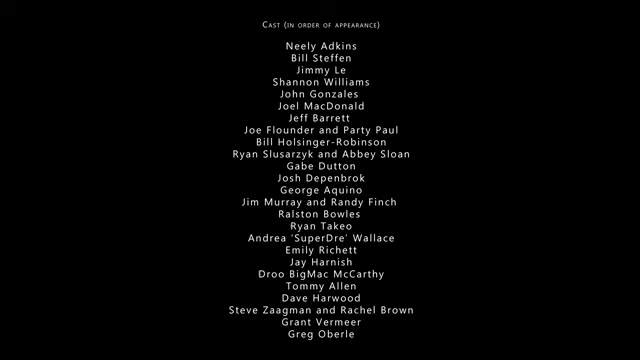 Cast (in order of appearance)
Neely Adkins
Bill Steffen
Jimmy Le
Shannon Williams
John Gonzales
Joel MacDonald
Jeff Barrett
Joe Flounder and Party Paul
Bill Holsinger-Robinson
Ryan Slusarzyk and Abbey Sloan
Gabe Dutton
Josh Depenbrok
George Aquino
Jim Murray and Randy Finch
Ralston Bowles
Ryan Takeo
Andrea 'SuperDre' Wallace
Emily Richett
Jay Harnish
Droo BigMac McCarthy
Tommy Allen
Dave Harwood
Steve Zaagman and Rachel Brown
Grant Vermeer
Greg Oberle